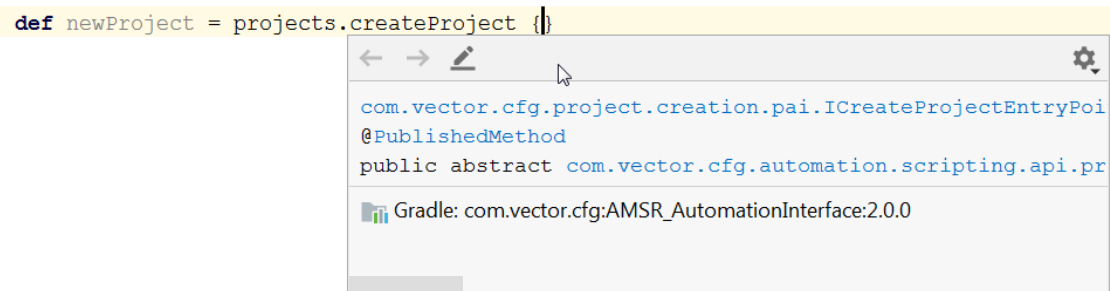 def newProject = projects.createProject {}
com.vector.cfg.project.creation.pai.ICreateProjectEntryPoi
@PublishedMethod
public abstract com.vector.cfg.automation.scripting.api.pr
Gradle: com.vector.cfg:AMSR_AutomationInterface:2.0.0